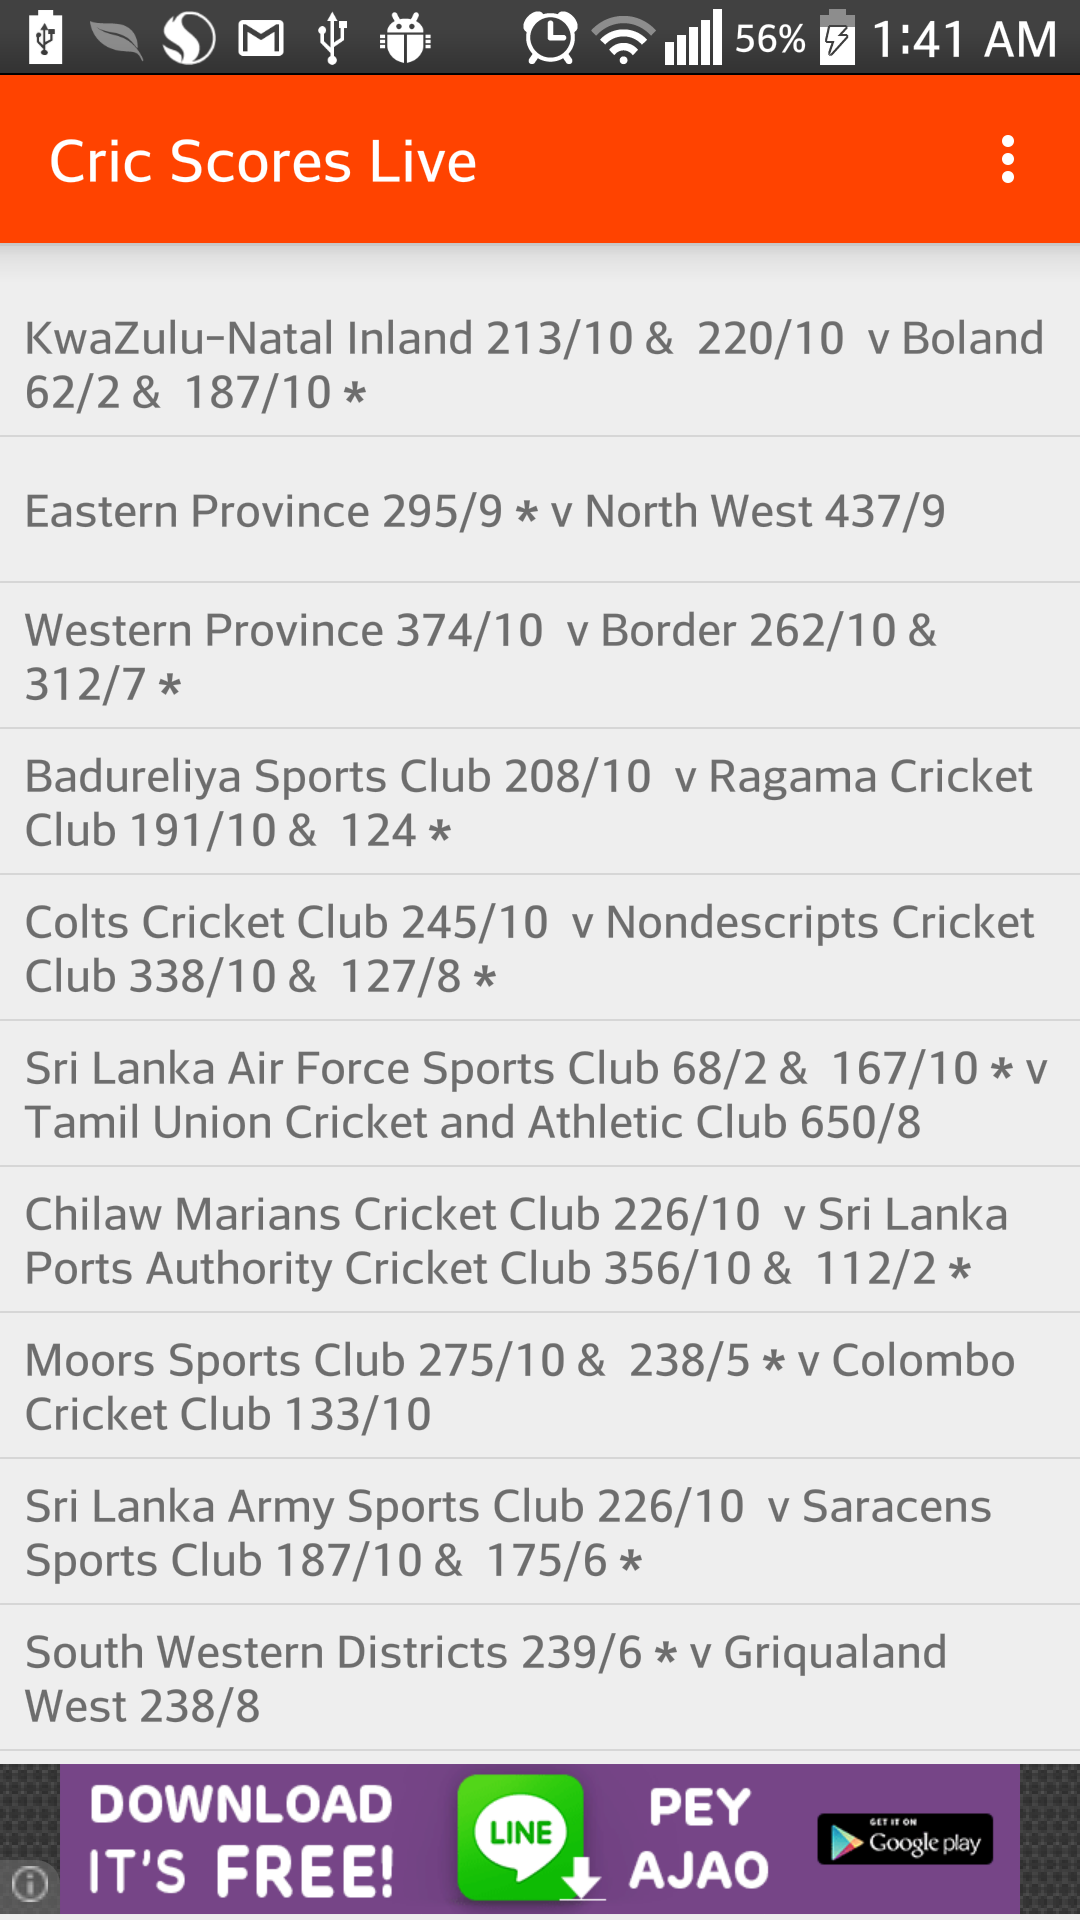 56% 1:41 AM
Cric Scores Live
KwaZulu-Natal Inland 213/10 &  220/10  v Boland
62/2 &  187/10 *
Eastern Province 295/9 * v North West 437/9
Western Province 374/10  v Border 262/10 &
312/7 *
Badureliya Sports Club 208/10  v Ragama Cricket
Club 191/10 &  124 *
Colts Cricket Club 245/10  v Nondescripts Cricket
Club 338/10 &  127/8 *
Sri Lanka Air Force Sports Club 68/2 &  167/10 * v
Tamil Union Cricket and Athletic Club 650/8
Chilaw Marians Cricket Club 226/10  v Sri Lanka
Ports Authority Cricket Club 356/10 &  112/2 *
Moors Sports Club 275/10 &  238/5 * v Colombo
Cricket Club 133/10
Sri Lanka Army Sports Club 226/10  v Saracens
Sports Club 187/10 &  175/6 *
South Western Districts 239/6 * v Griqualand
West 238/8
DOWNLOAD
IT'S FREE!
LINE
PEY
AJAO
GET IT ON
Google play